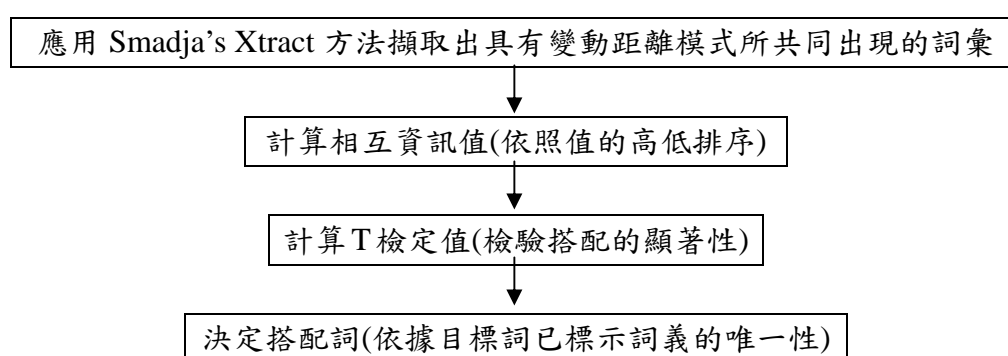 應用 Smadja's Xtract 方法擷取出具有變動距離模式所共同出現的詞彙
計算相互資訊值(依照值的高低排序)
計算T檢定值(檢驗搭配的顯著性)
決定搭配詞(依據目標詞已標示詞義的唯一性)